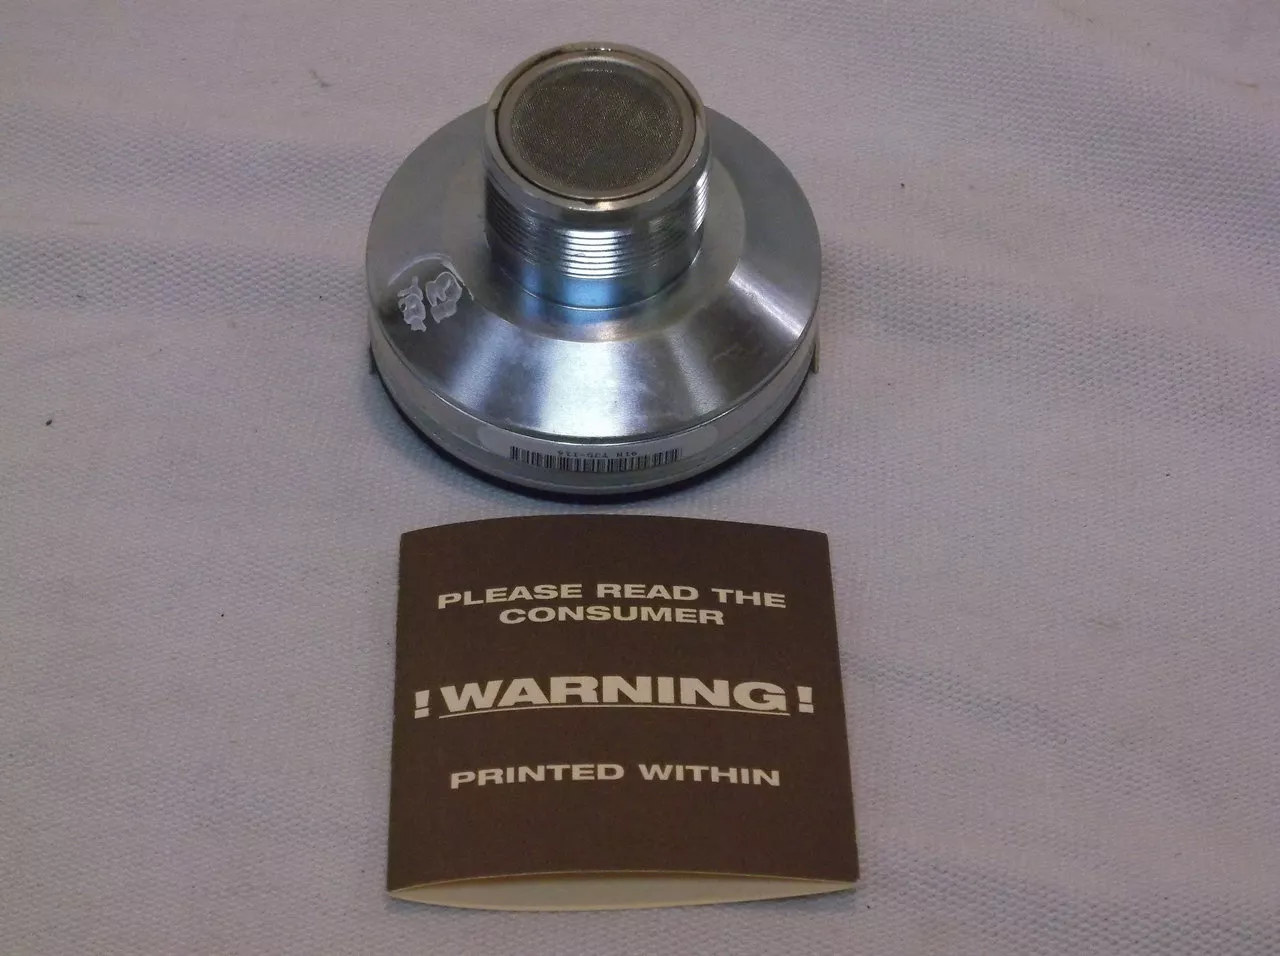 PLEASE READ THE
CONSUMER
! WARNING !
PRINTED WITHIN